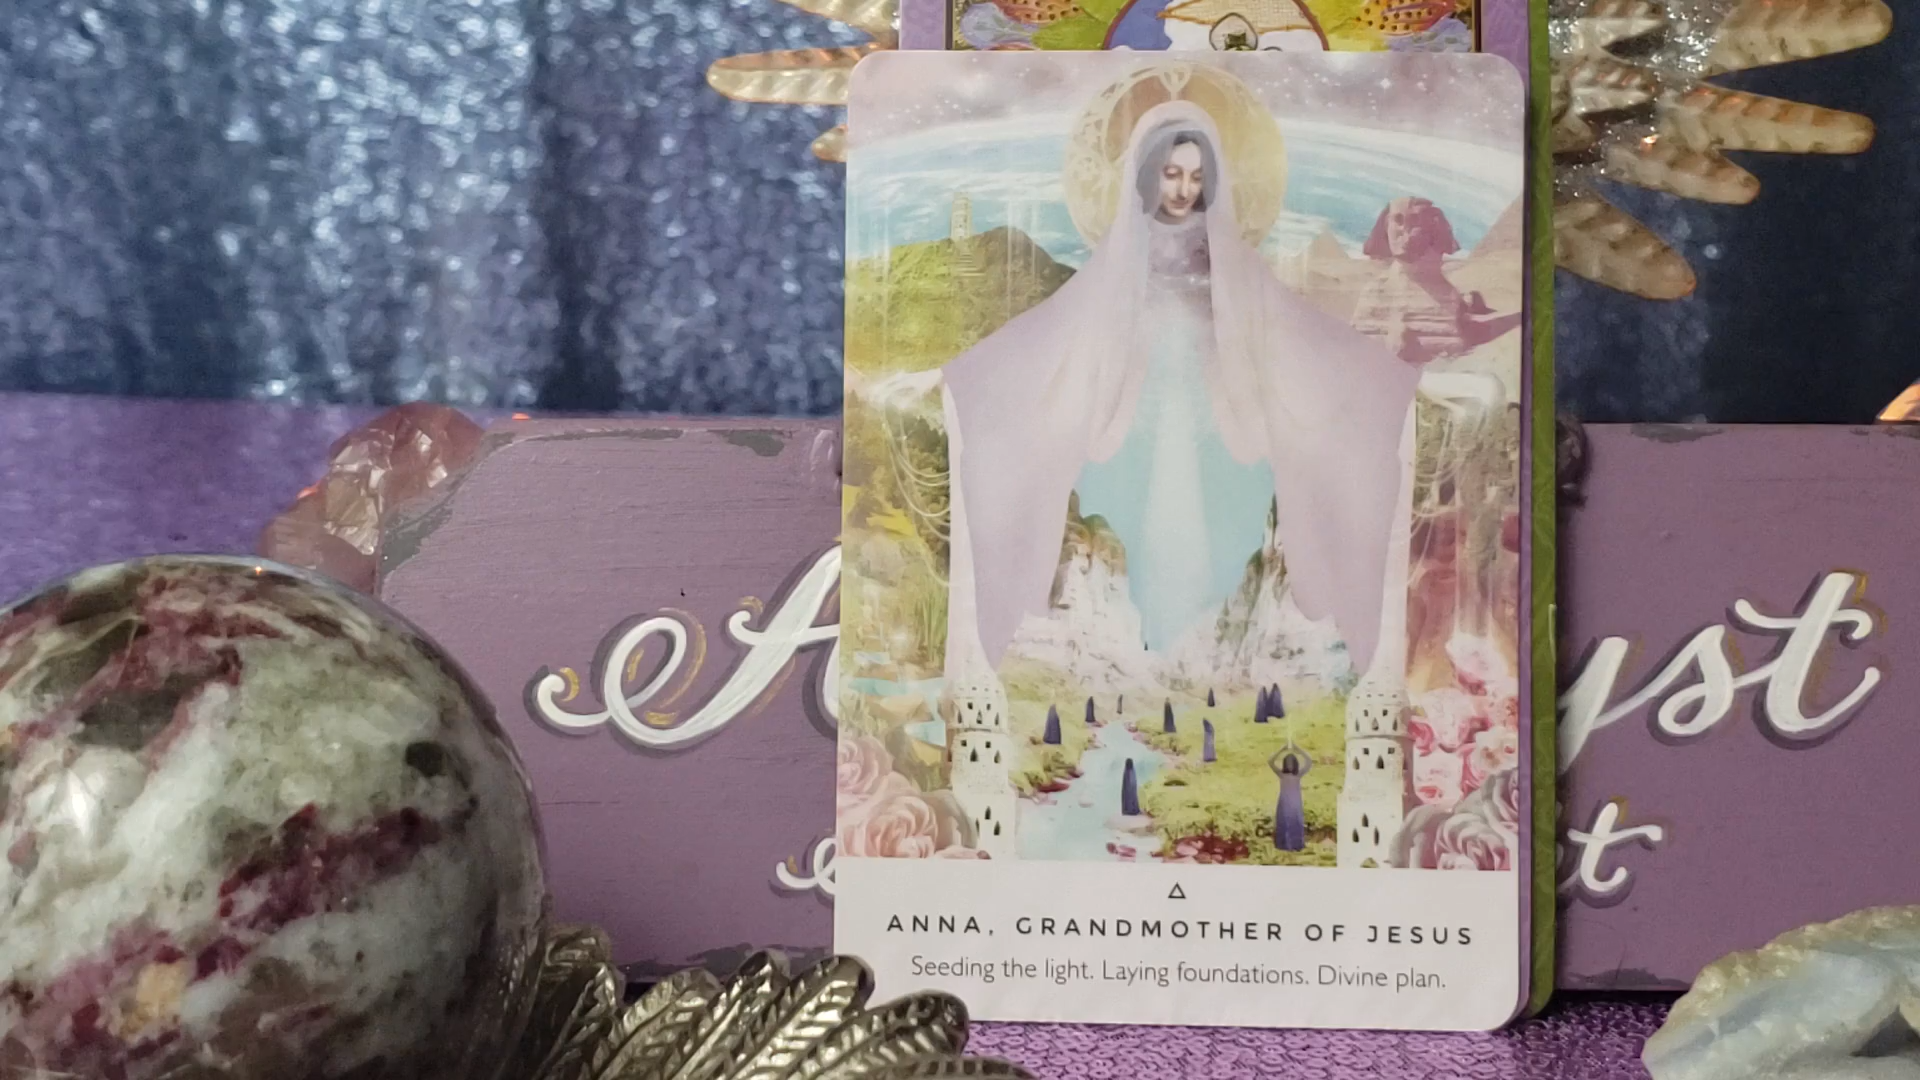 ANNA, GRANDMOTHER OF JESUS
Seeding the light. Laying foundations. Divine plan.